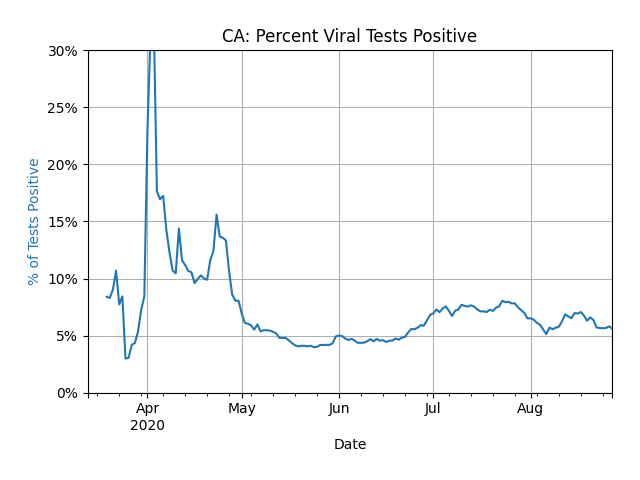 CA: Percent Viral Tests Positive
30%
25%
20%
15%
10%
5%
0%
% of Tests Positive
Apr
2020
May
Jun
Jul
Aug
Date